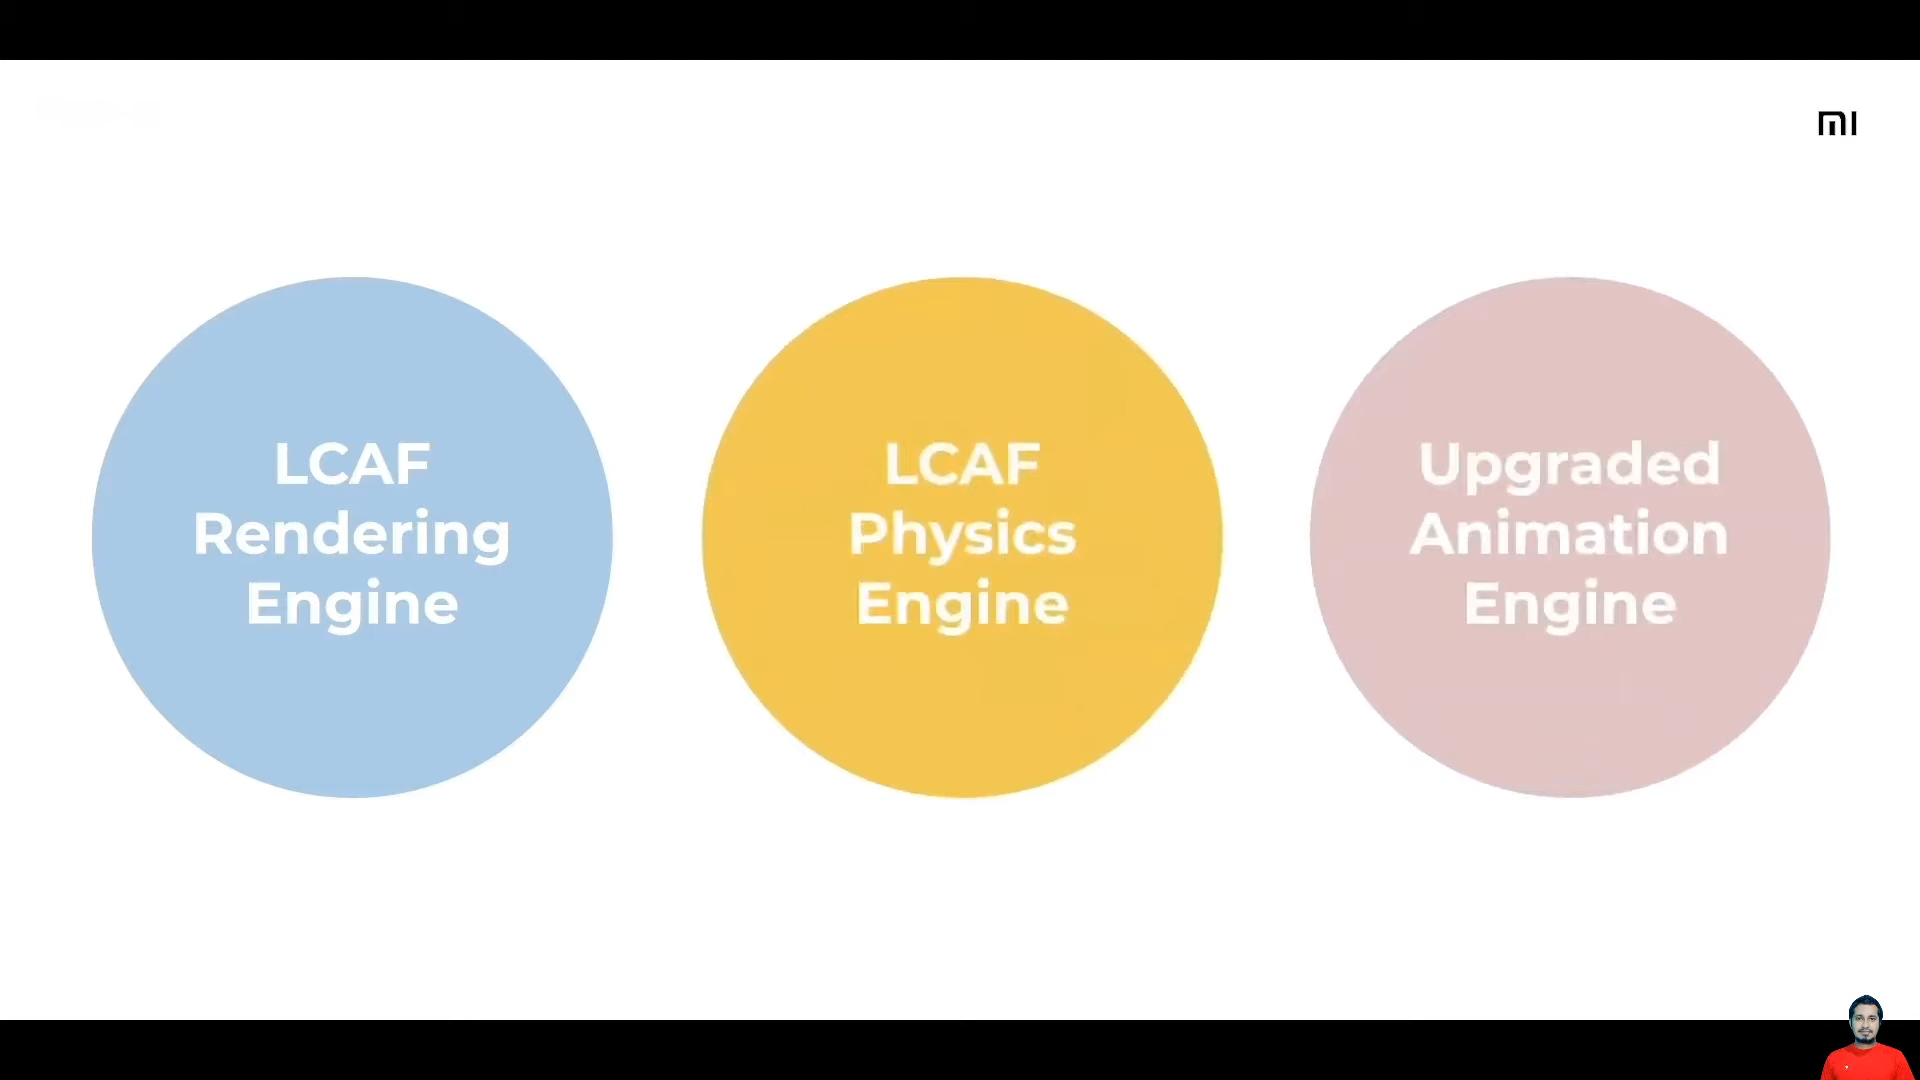 MI
LCAF
Rendering
Engine
LCAF
Physics
Engine
Upgraded
Animation
Engine